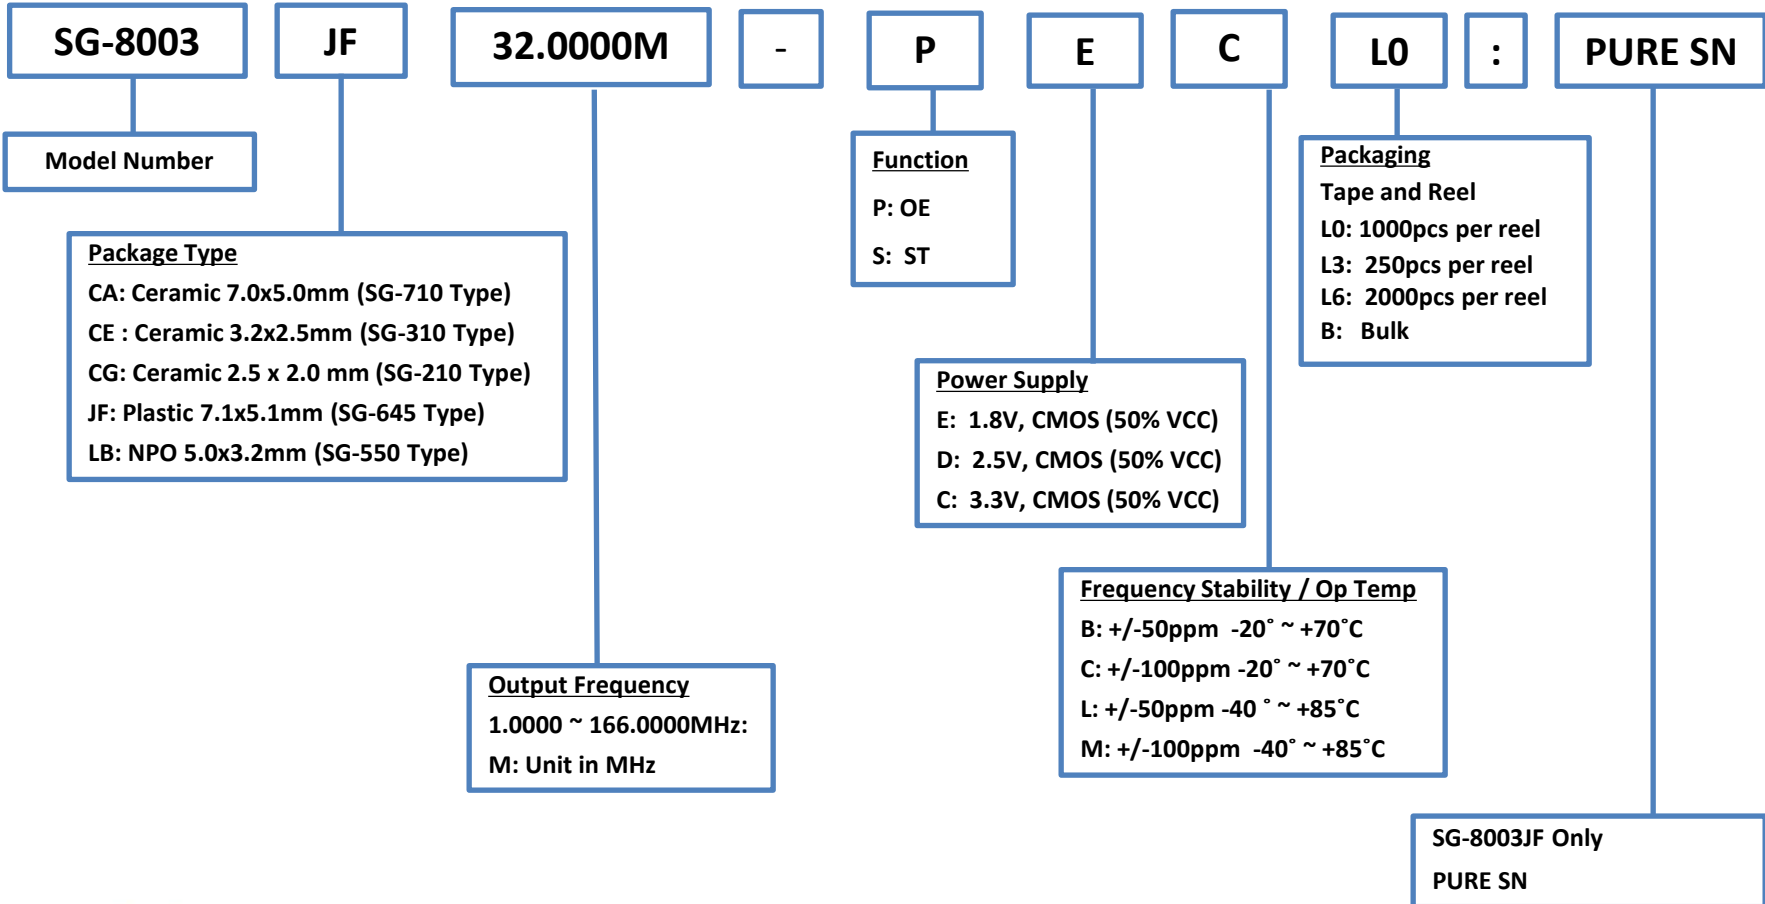 SG-8003 JF 32.0000M - P E C L0 : PURE SN
Model Number
Package Type
CA: Ceramic 7.0x5.0mm (SG-710 Type)
CE : Ceramic 3.2x2.5mm (SG-310 Type)
CG: Ceramic 2.5 x 2.0 mm (SG-210 Type)
JF: Plastic 7.1x5.1mm (SG-645 Type)
LB: NPO 5.0x3.2mm (SG-550 Type)
Output Frequency
1.0000 ~ 166.0000MHz:
M: Unit in MHz
Function
P: OE
S:  ST
Power Supply
E:  1.8V, CMOS (50% VCC)
D:  2.5V, CMOS (50% VCC)
C:  3.3V, CMOS (50% VCC)
Frequency Stability / Op Temp
B: +/-50ppm  -20˚ ~ +70˚C
C: +/-100ppm -20˚ ~ +70˚C
L: +/-50ppm -40 ˚ ~ +85˚C
M: +/-100ppm  -40˚ ~ +85˚C
Packaging
Tape and Reel
L0: 1000pcs per reel
L3:  250pcs per reel
L6:  2000pcs per reel
B:   Bulk
SG-8003JF Only
PURE SN